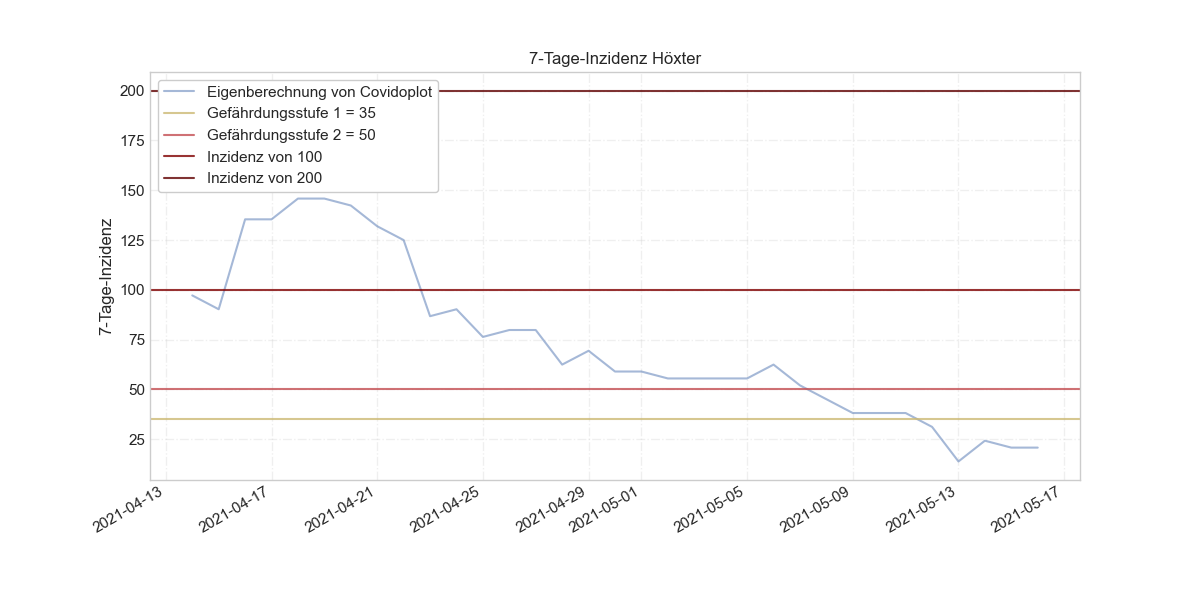 7-Tage-Inzidenz Höxter
Eigenberechnung von Covidoplot
Gefährdungsstufe 1 = 35
Gefährdungsstufe 2 = 50
Inzidenz von 100
Inzidenz von 200
7-Tage-Inzidenz
200
175
150
125
100
75
50
25
2021-04-13
2021-04-17
2021-04-21
2021-04-25
2021-04-29
2021-05-01
2021-05-05
2021-05-09
2021-05-13
2021-05-17